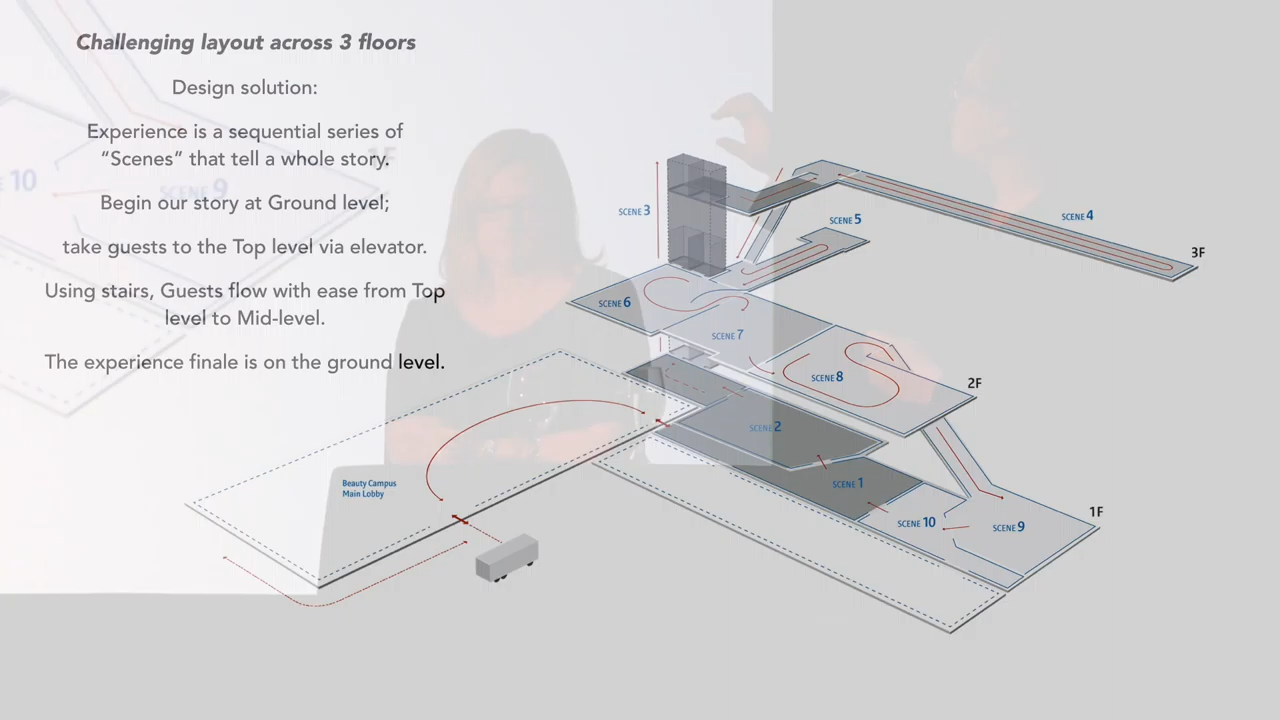 Challenging layout across 3 floors
Design solution:
Experience is a sequential series of
“Scenes” that tell a whole story.
Begin our story at Ground level;
take guests to the Top level via elevator.
Using stairs, Guests flow with ease from Top
level to Mid-level.
The experience finale is on the ground level.
10
SCENE 9
SCENE 3
SCENE 5
SCENE 4
3F
SCENE 6
SCENE 7
SCENE 8
2F
SCENE 2
Beauty Campus
Main Lobby
SCENE 1
SCENE 10
SCENE 9
1F